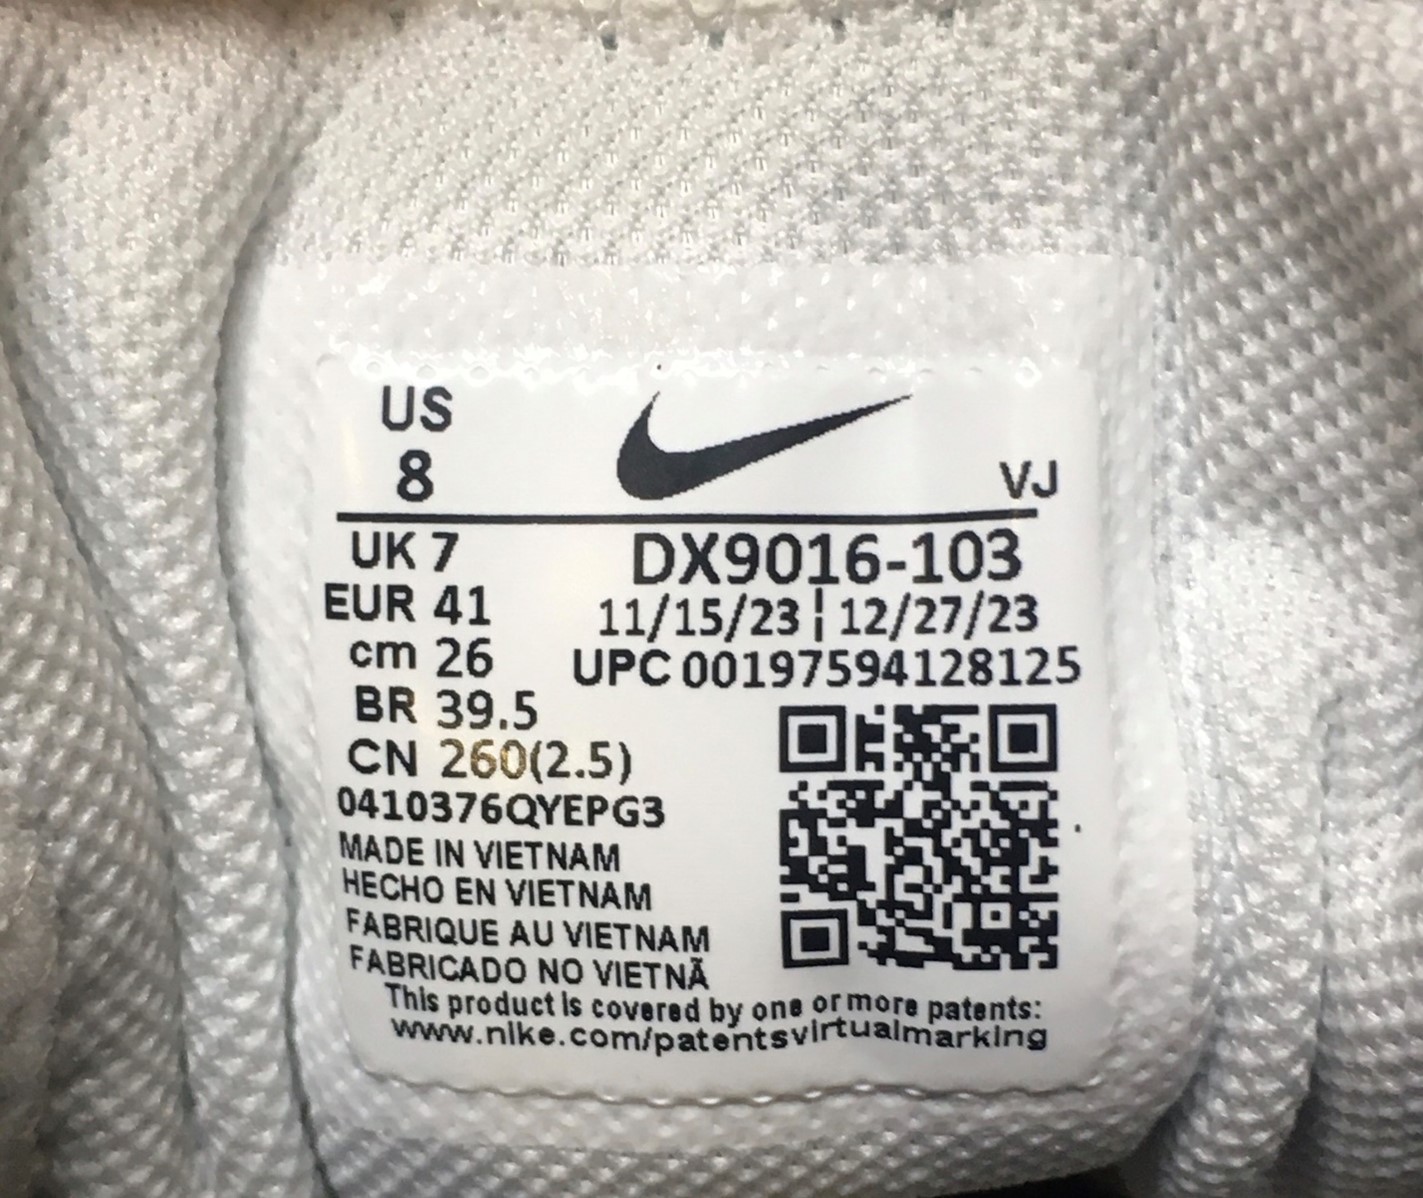 US
8
VJ
UK 7
DX9016-103
EUR 41
11/15/23 ¦ 12/27/23
cm 26
UPC 00197594128125
BR 39.5
CN 260(2.5)
0410376QYEPG3
MADE IN VIETNAM
HECHO EN VIETNAM
FABRIQUE AU VIETNAM
FABRICADO NO VIETNÃ
This product is covered by one or more patents:
www.nike.com/patentsvirtualmarking